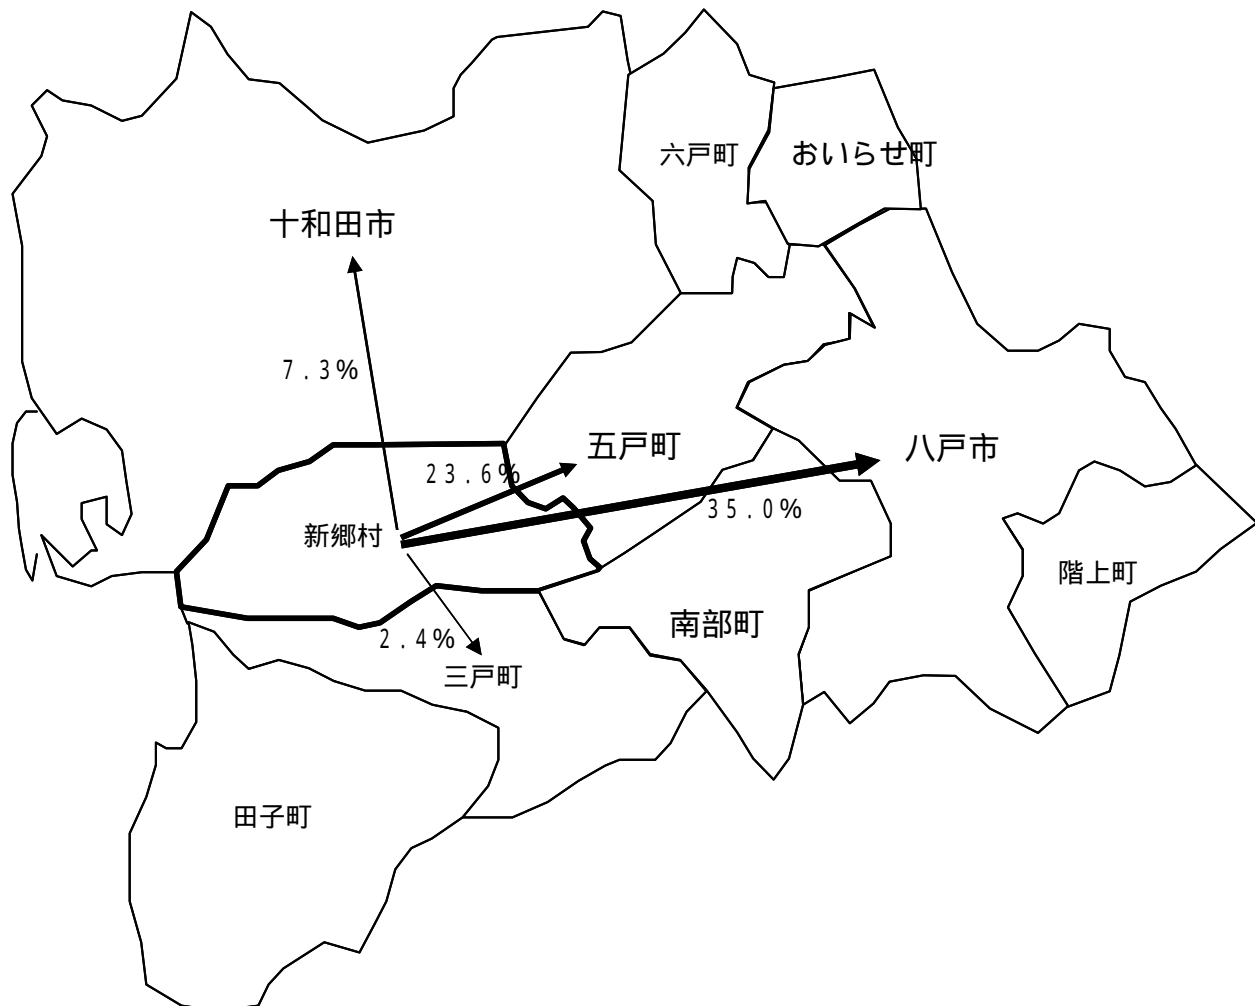 六戸町
おいらせ町
十和田市
7.3%
五戸町
八戸市
23.6%
35.0%
新郷村
階上町
南部町
2.4%
三戸町
田子町